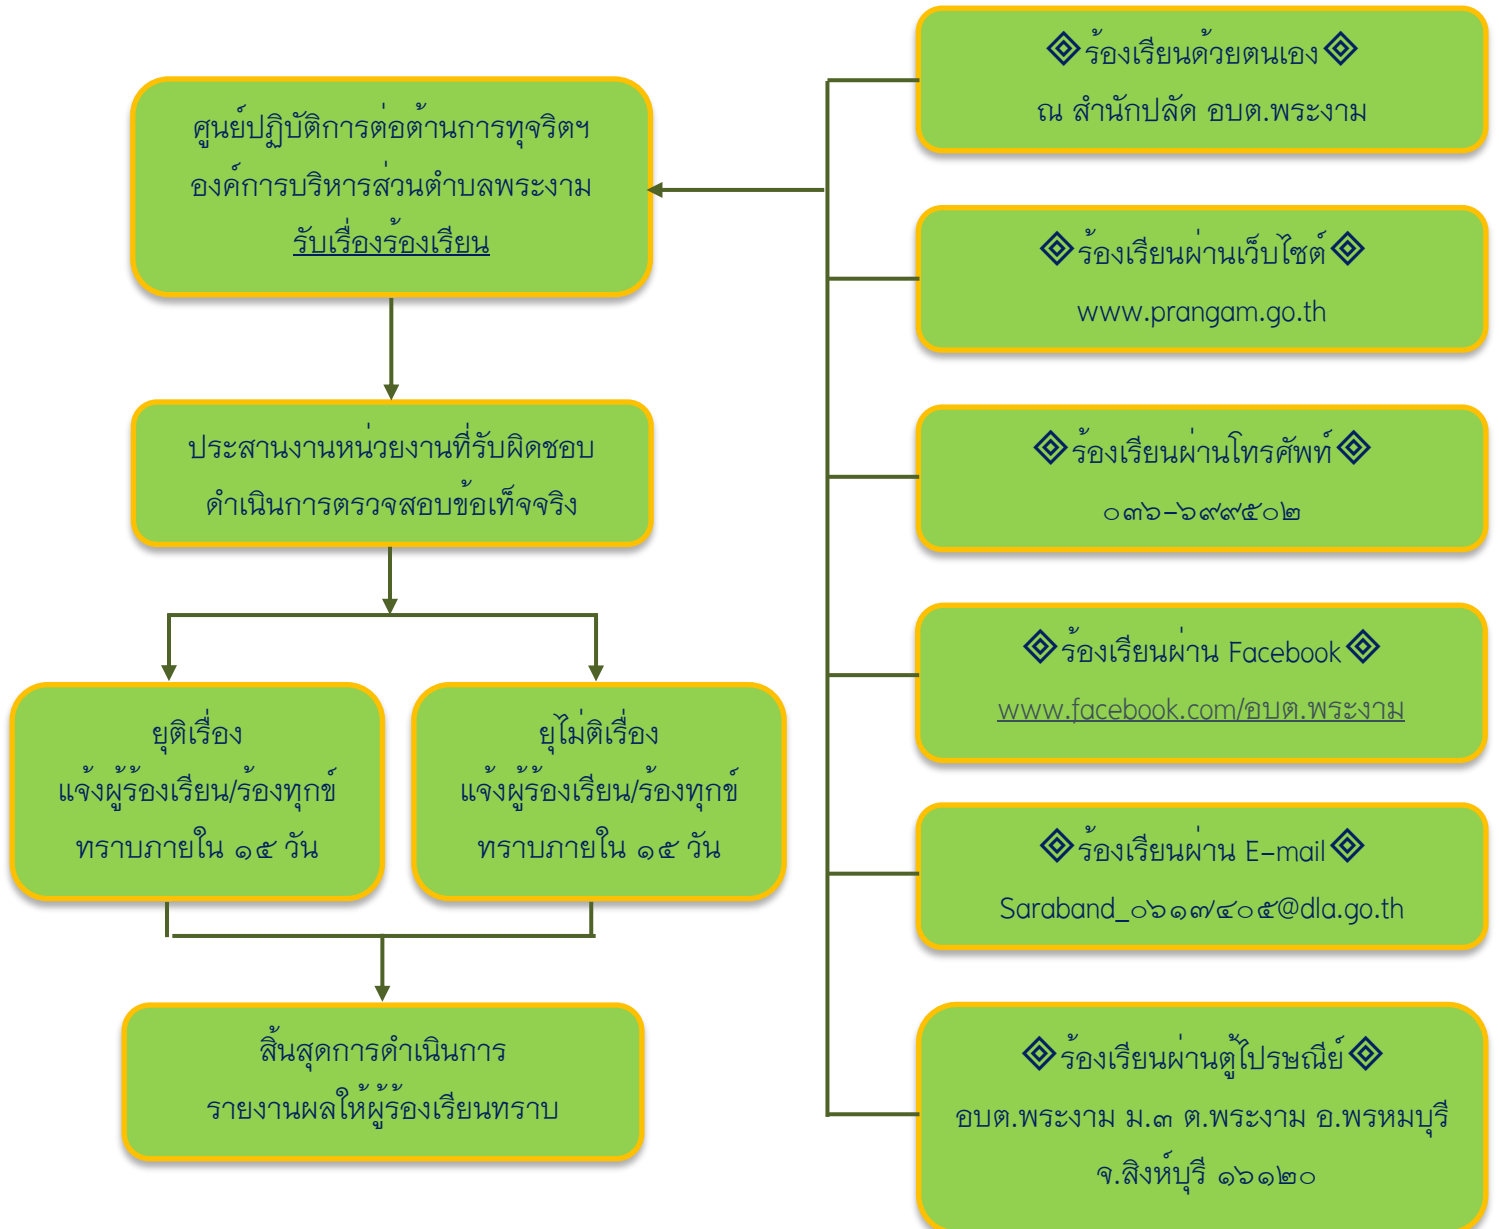 ศูนย์ปฏิบัติการต่อต้านการทุจริตฯ
องค์การบริหารส่วนตำบลพระงาม
รับเรื่องร้องเรียน
ประสานงานหน่วยงานที่รับผิดชอบ
ดำเนินการตรวจสอบข้อเท็จจริง
ยุติเรื่อง
แจ้งผู้ร้องเรียน/ร้องทุกข์
ทราบภายใน ๑๕ วัน
ยุไม่ติเรื่อง
แจ้งผู้ร้องเรียน/ร้องทุกข์
ทราบภายใน ๑๕ วัน
สิ้นสุดการดำเนินการ
รายงานผลให้ผู้ร้องเรียนทราบ
ร้องเรียนด้วยตนเอง
ณ สำนักปลัด อบต.พระงาม
ร้องเรียนผ่านเว็บไซต์
www.prangam.go.th
ร้องเรียนผ่านโทรศัพท์
๐๓๖-๖๙๙๕๐๒
ร้องเรียนผ่าน Facebook
www.facebook.com/อบต.พระงาม
ร้องเรียนผ่าน E-mail
Saraband_๐๖๑๗๔๐๕@dla.go.th
ร้องเรียนผ่านตู้ไปรษณีย์
อบต.พระงาม ม.๓ ต.พระงาม อ.พรหมบุรี
จ.สิงห์บุรี ๑๖๑๒๐